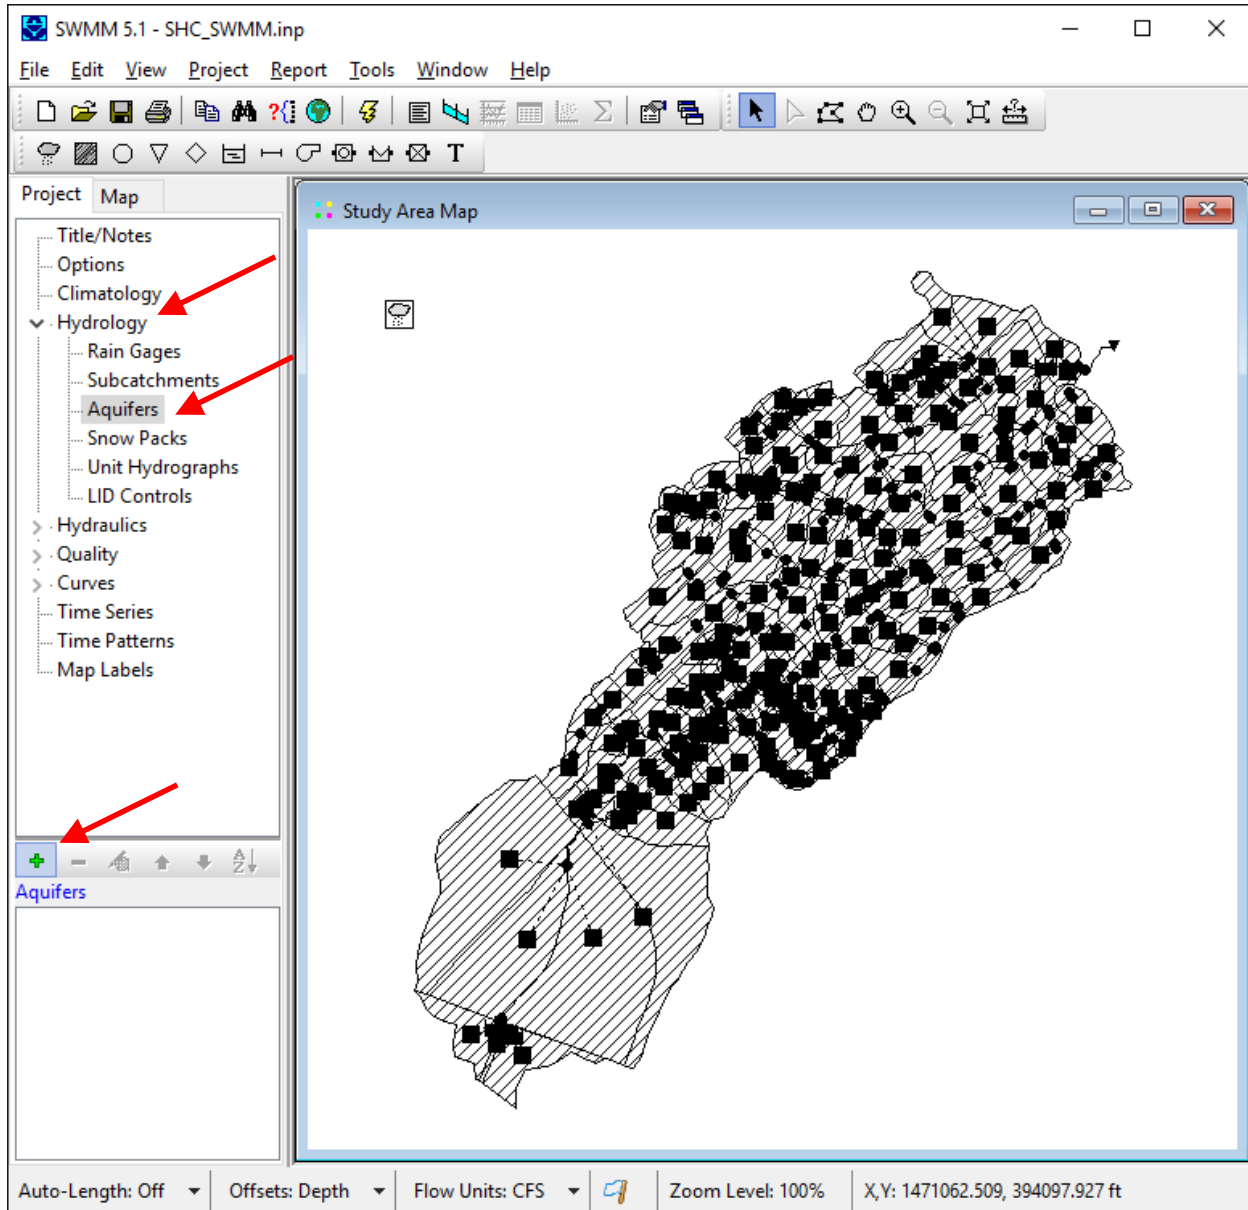 SWMM 5.1 - SHC_SWMM.inp
File Edit View Project Report Tools Window Help
T
Project Map
Title/Notes
Options
Climatology
Hydrology
Rain Gages
Subcatchments
Aquifers
Snow Packs
Unit Hydrographs
LID Controls
Hydraulics
Quality
Curves
Time Series
Time Patterns
Map Labels
Aquifers
Study Area Map
Auto-Length: Off Offsets: Depth Flow Units: CFS Zoom Level: 100% X,Y: 1471062.509, 394097.927 ft